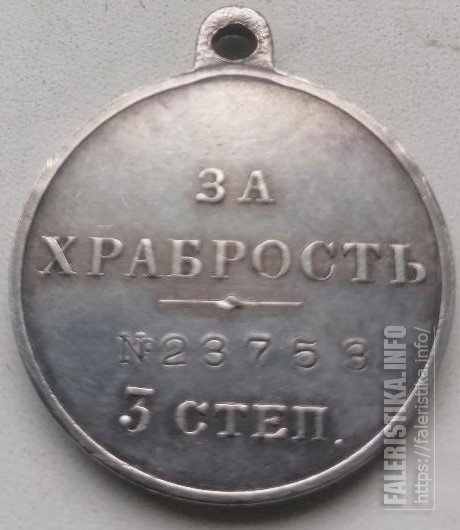 ЗА
ХРАБРОСТЬ
№23753
3 СТЕП.
FALERISTIKA.INFO
https://faleristika.info/